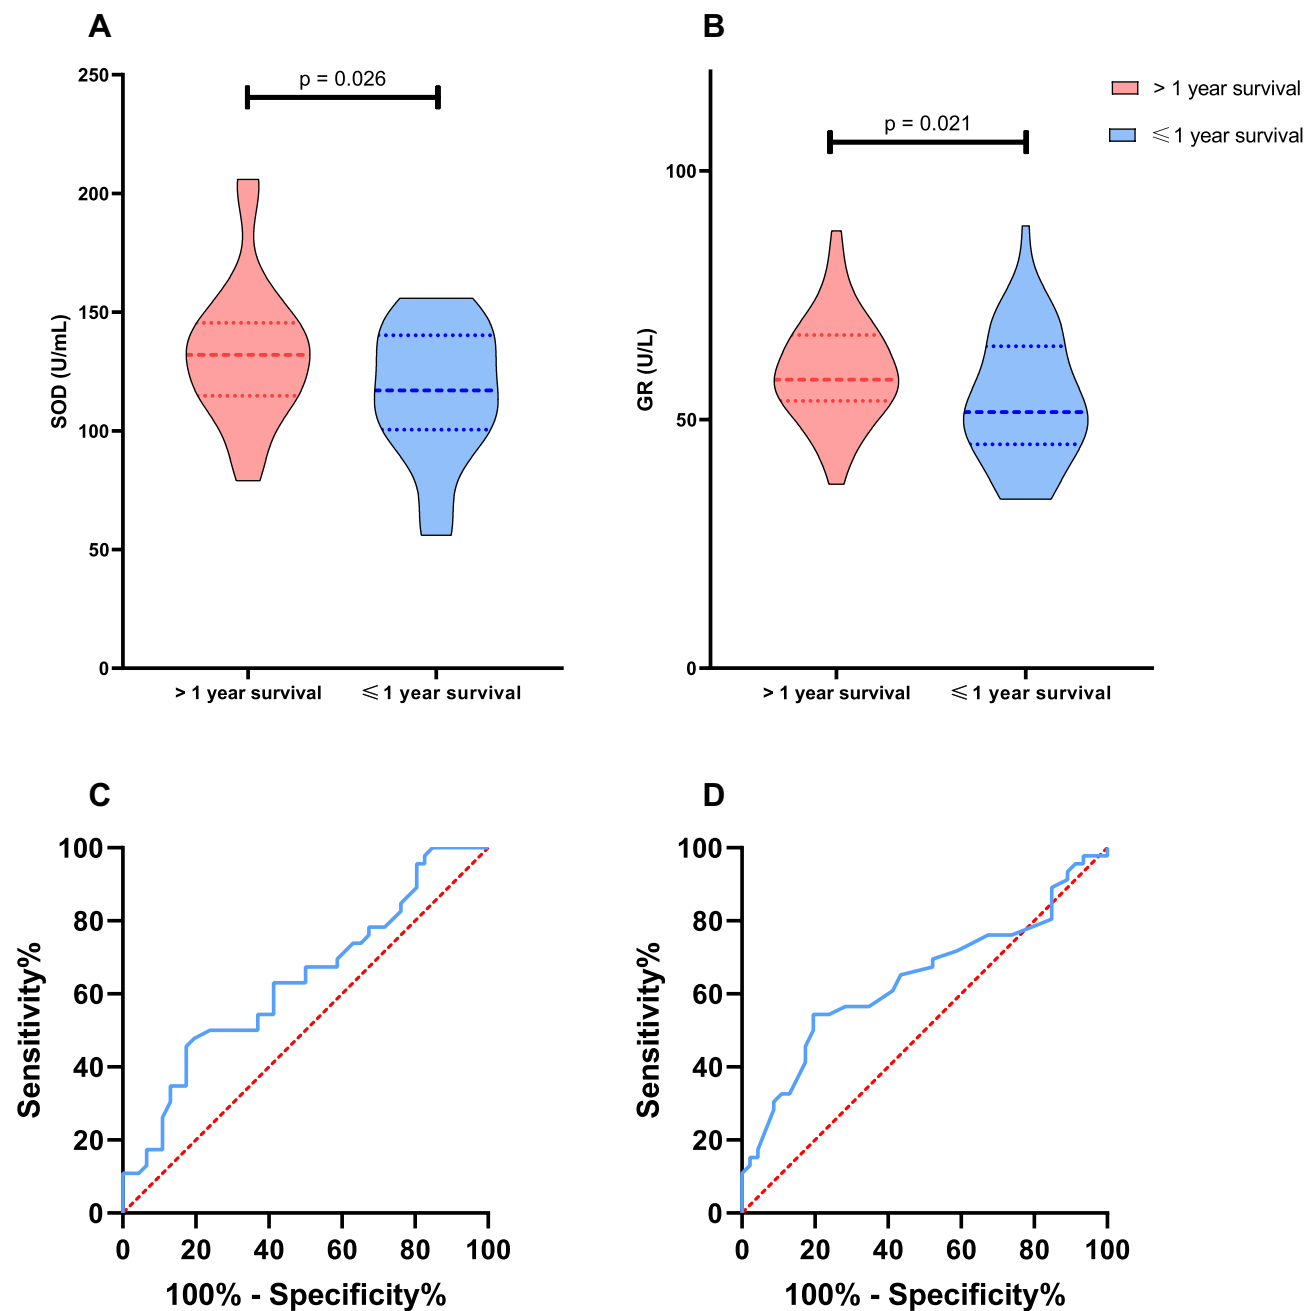 A
B
p = 0.026
p = 0.021
> 1 year survival
⩽ 1 year survival
SOD (U/mL)
250
200
150
100
50
0
> 1 year survival
⩽ 1 year survival
GR (U/L)
100
50
0
> 1 year survival
⩽ 1 year survival
C
Sensitivity%
100
80
60
40
20
0
0 20 40 60 80 100
100% - Specificity%
D
Sensitivity%
100
80
60
40
20
0
0 20 40 60 80 100
100% - Specificity%